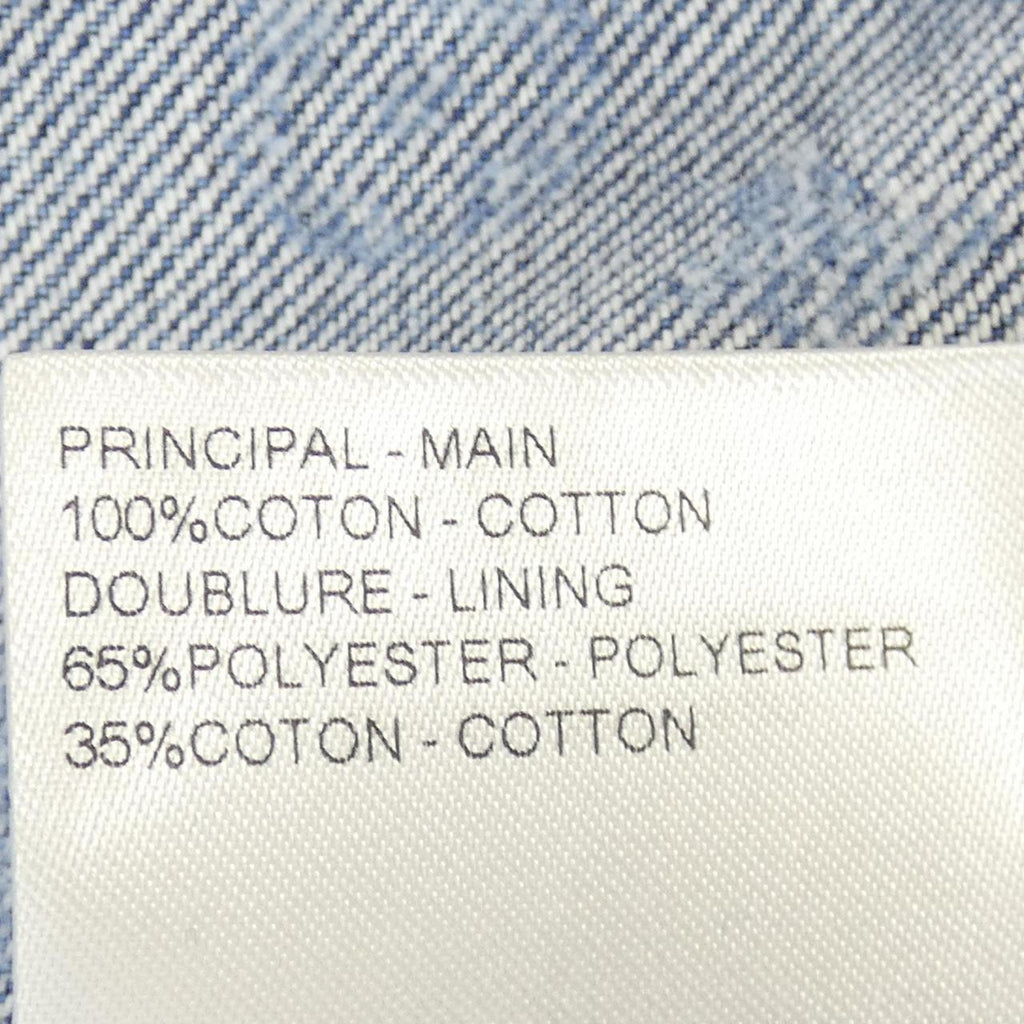 PRINCIPAL - MAIN
100%COTON - COTTON
DOUBLURE - LINING
65%POLYESTER - POLYESTER
35%COTON - COTTON